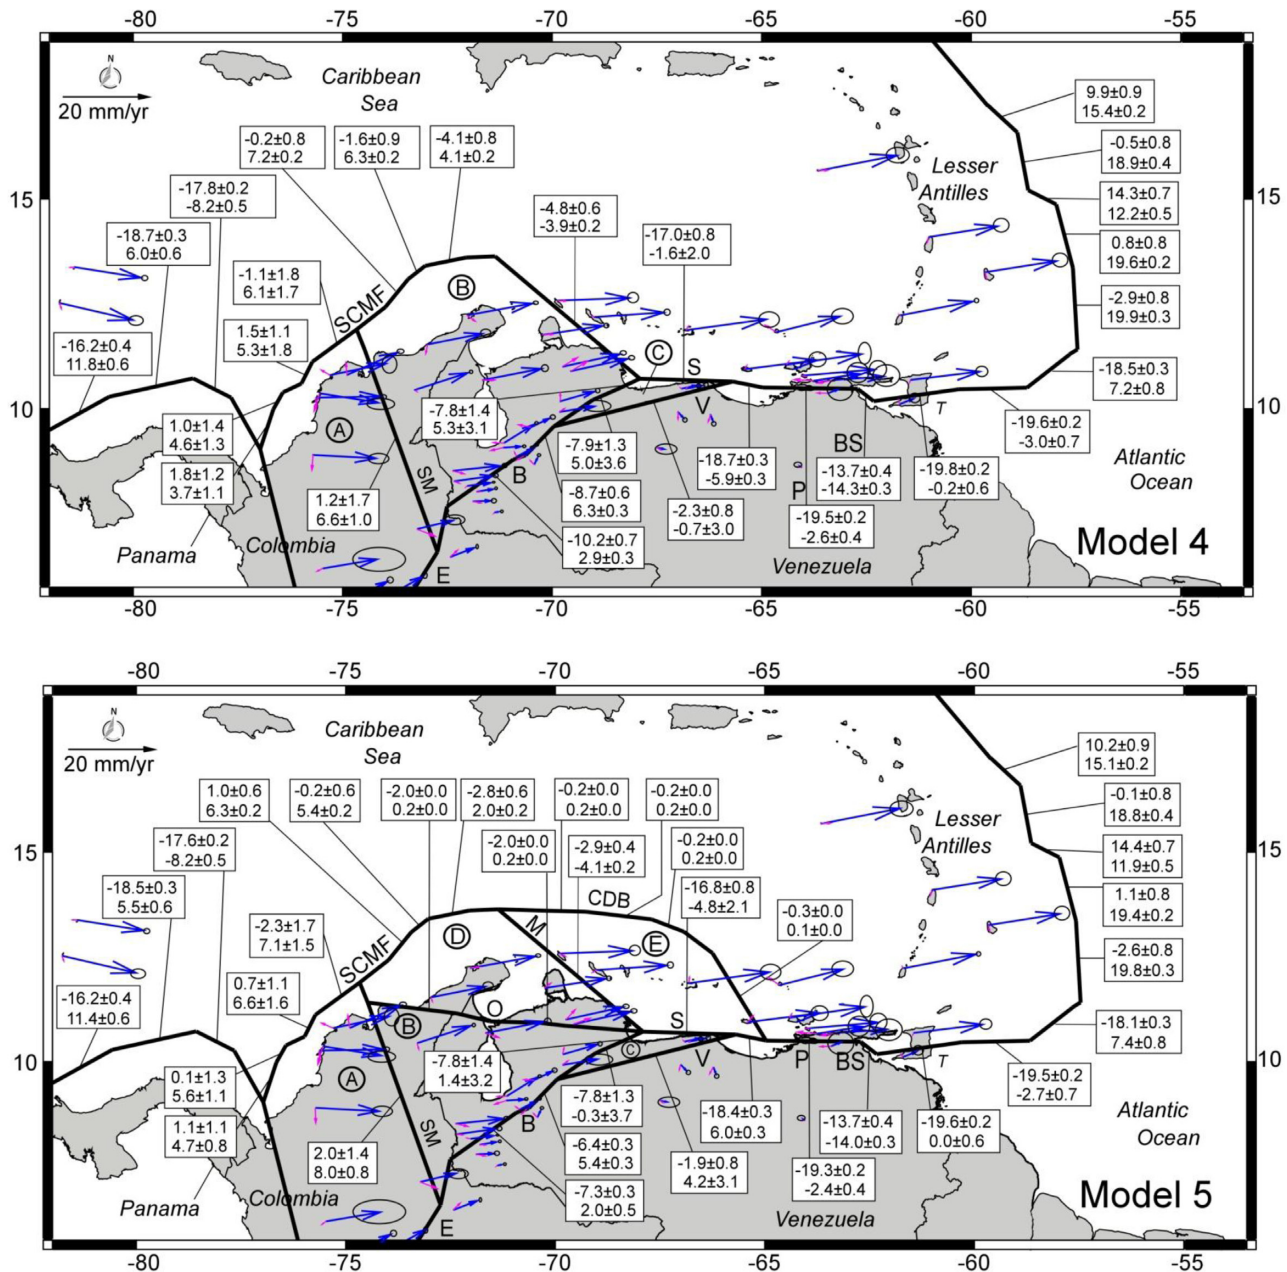 -80 -75 -70 -65 -60 -55
N
20 mm/yr
Caribbean
Sea
9.9±0.9
15.4±0.2
-0.2±0.8
7.2±0.2
-1.6±0.9
6.3±0.2
-4.1±0.8
4.1±0.2
-0.5±0.8
18.9±0.4
Lesser
Antilles
15
15
-17.8±0.2
-8.2±0.5
-4.8±0.6
-3.9±0.2
14.3±0.7
12.2±0.5
-18.7±0.3
6.0±0.6
-17.0±0.8
-1.6±2.0
0.8±0.8
19.6±0.2
-1.1±1.8
6.1±1.7
SCMF
B
-2.9±0.8
19.9±0.3
-16.2±0.4
11.8±0.6
1.5±1.1
5.3±1.8
C
S
-18.5±0.3
7.2±0.8
10
10
1.0±1.4
4.6±1.3
A
-7.8±1.4
5.3±3.1
V
T
-19.6±0.2
-3.0±0.7
1.8±1.2
3.7±1.1
SM
B
-7.9±1.3
5.0±3.6
-18.7±0.3
-5.9±0.3
BS
-13.7±0.4
-14.3±0.3
-19.8±0.2
-0.2±0.6
Atlantic
Ocean
1.2±1.7
6.6±1.0
-8.7±0.6
6.3±0.3
-2.3±0.8
-0.7±3.0
P
-19.5±0.2
-2.6±0.4
Panama
Colombia
-10.2±0.7
2.9±0.3
Venezuela
Model 4
E
-80 -75 -70 -65 -60 -55
-80 -75 -70 -65 -60 -55
N
20 mm/yr
Caribbean
Sea
10.2±0.9
15.1±0.2
1.0±0.6
6.3±0.2
-0.2±0.6
5.4±0.2
-2.0±0.0
0.2±0.0
-2.8±0.6
2.0±0.2
-0.2±0.0
0.2±0.0
-0.2±0.0
0.2±0.0
-0.1±0.8
18.8±0.4
Lesser
Antilles
15
15
-17.6±0.2
-8.2±0.5
-2.0±0.0
0.2±0.0
-2.9±0.4
-4.1±0.2
-0.2±0.0
0.2±0.0
14.4±0.7
11.9±0.5
-18.5±0.3
5.5±0.6
CDB
-16.8±0.8
-4.8±2.1
1.1±0.8
19.4±0.2
-2.3±1.7
7.1±1.5
SCMF
D
M
E
-0.3±0.0
0.1±0.0
-2.6±0.8
19.8±0.3
-16.2±0.4
11.4±0.6
0.7±1.1
6.6±1.6
B
O
S
-18.1±0.3
7.4±0.8
10
10
0.1±1.3
5.6±1.1
A
-7.8±1.4
1.4±3.2
C
V
P
BS
T
-19.5±0.2
-2.7±0.7
1.1±1.1
4.7±0.8
SM
B
-7.8±1.3
-0.3±3.7
-18.4±0.3
6.0±0.3
-13.7±0.4
-14.0±0.3
-19.6±0.2
0.0±0.6
Atlantic
Ocean
2.0±1.4
8.0±0.8
-6.4±0.3
5.4±0.3
-1.9±0.8
4.2±3.1
-19.3±0.2
-2.4±0.4
Panama
Colombia
-7.3±0.3
2.0±0.5
Venezuela
Model 5
E
-80 -75 -70 -65 -60 -55